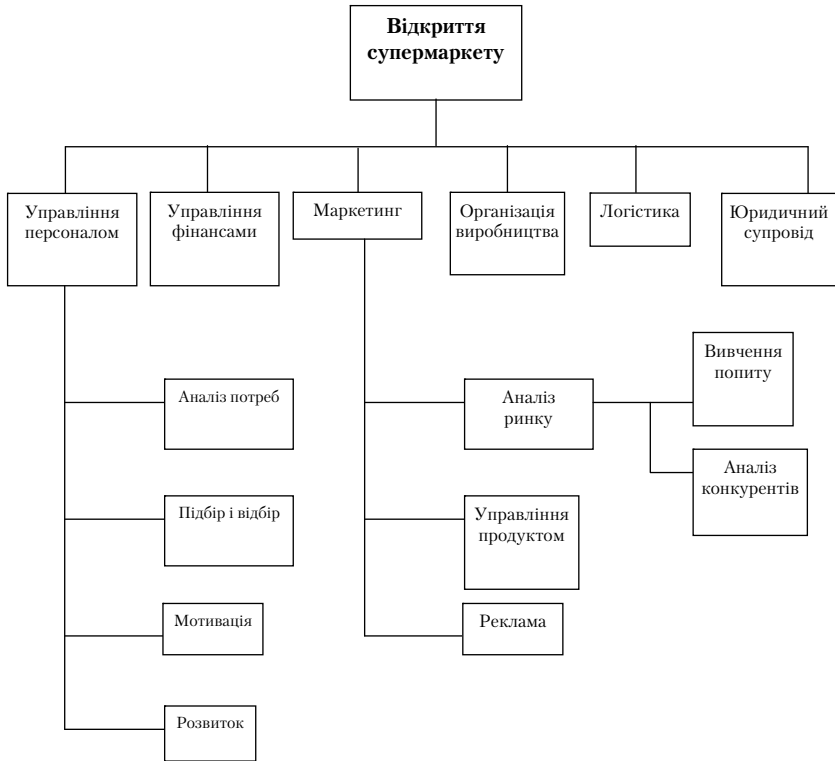 Відкриття
супермаркету
Управління
персоналом
Управління
фінансами
Маркетинг
Організація
виробництва
Логістика
Юридичний
супровід
Аналіз потреб
Підбір і відбір
Мотивація
Розвиток
Аналіз
ринку
Управління
продуктом
Реклама
Вивчення
попиту
Аналіз
конкурентів